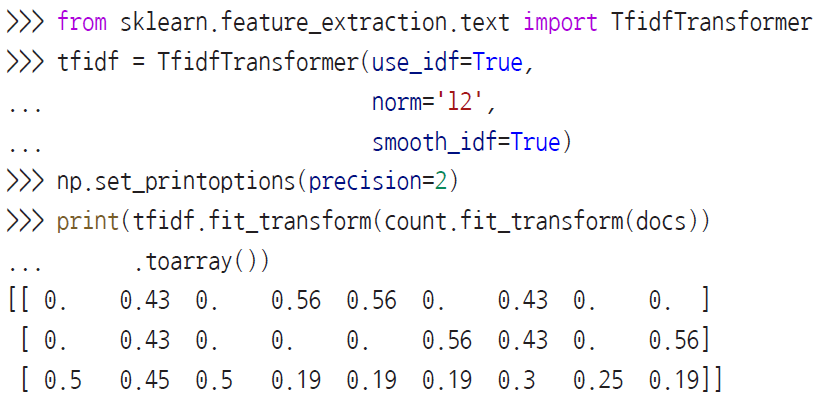 >>> from sklearn.feature_extraction.text import TfidfTransformer
>>> tfidf = TfidfTransformer(use_idf=True,
...                          norm='l2',
...                          smooth_idf=True)
>>> np.set_printoptions(precision=2)
>>> print(tfidf.fit_transform(count.fit_transform(docs))
...       .toarray())
[[ 0.   0.43 0.   0.56 0.56 0.   0.43 0.   0.  ]
 [ 0.   0.43 0.   0.   0.   0.56 0.43 0.   0.56]
 [ 0.5  0.45 0.5  0.19 0.19 0.19 0.3  0.25 0.19]]